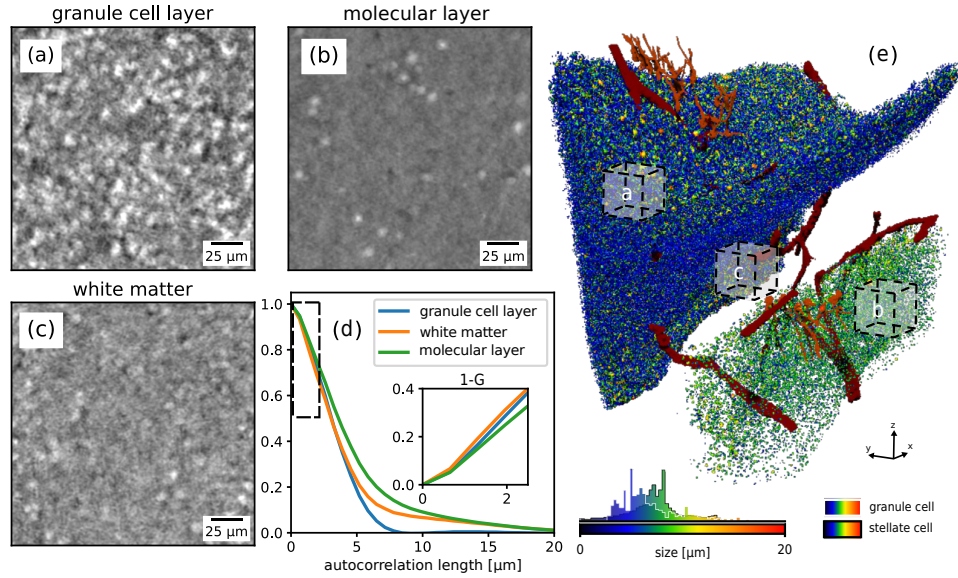 granule cell layer
molecular layer
(a)
(b)
(e)
25 μm
25 μm
a
c
b
white matter
(c)
25 μm
(d)
granule cell layer
white matter
molecular layer
1-G
0.4
0.2
0.0
0
2
1.0
0.8
0.6
0.4
0.2
0.0
0
5
10
15
20
autocorrelation length [μm]
z
y
x
0
20
size [μm]
granule cell
stellate cell